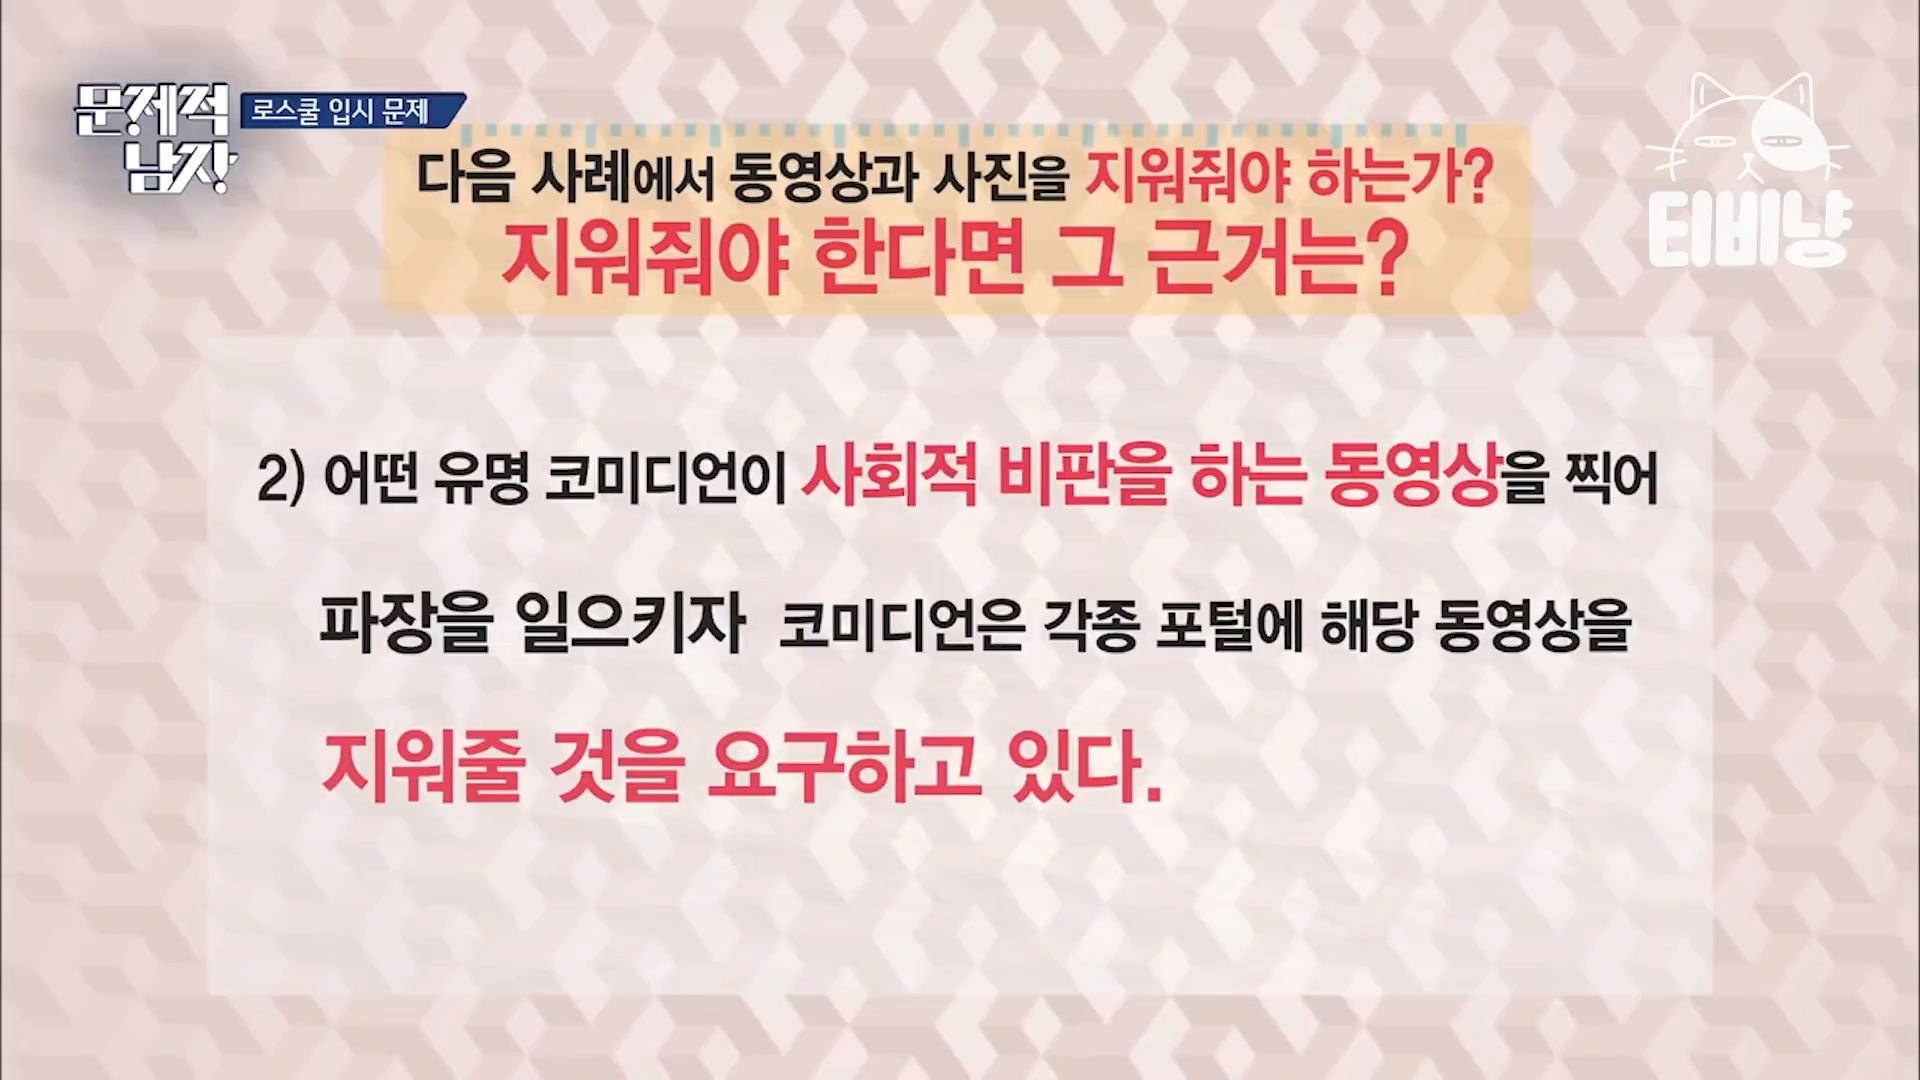 문제적
남자
로스쿨 입시 문제
티비냥
다음 사례에서 동영상과 사진을 지워줘야 하는가?
지워줘야 한다면 그 근거는?
2) 어떤 유명 코미디언이 사회적 비판을 하는 동영상을 찍어
파장을 일으키자 코미디언은 각종 포털에 해당 동영상을
지워줄 것을 요구하고 있다.